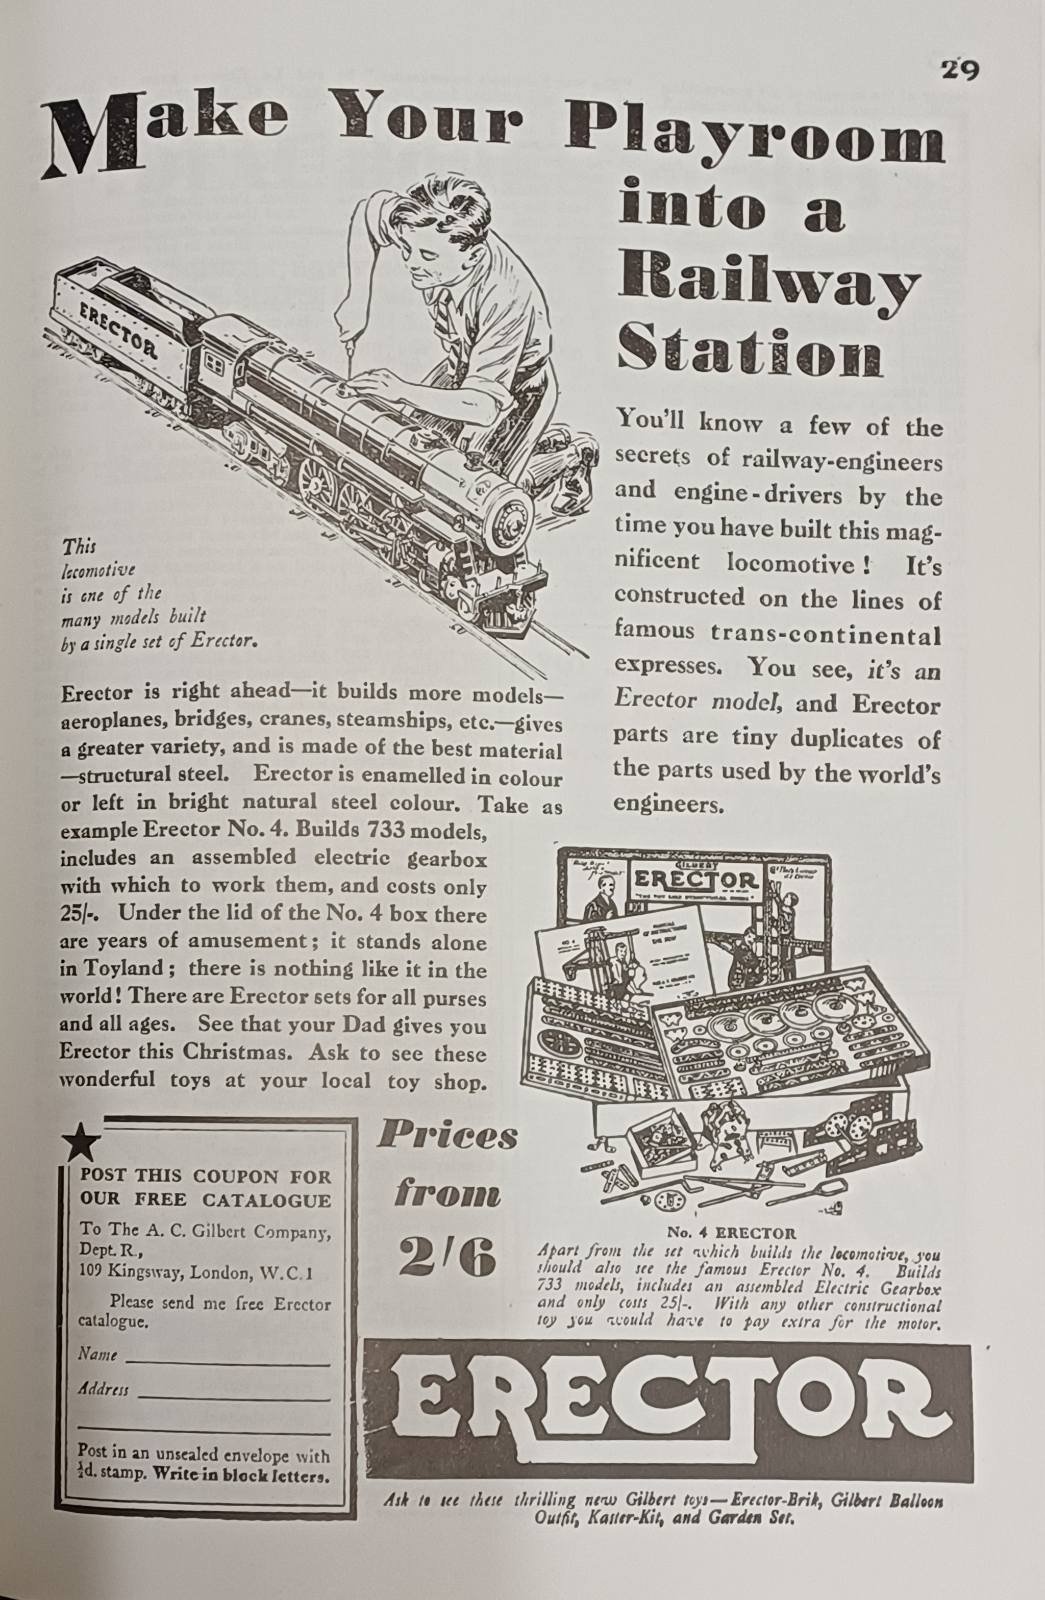 29
Make Your Playroom
into a
Railway
Station
ERECTOR
You'll know a few of the
secrets of railway-engineers
and engine-drivers by the
time you have built this mag-
nificent locomotive! It's
constructed on the lines of
famous trans-continental
expresses. You see, it's an
Erector model, and Erector
parts are tiny duplicates of
the parts used by the world's
engineers.
This
locomotive
is one of the
many models built
by a single set of Erector.
Erector is right ahead—it builds more models—
aeroplanes, bridges, cranes, steamships, etc.—gives
a greater variety, and is made of the best material
—structural steel. Erector is enamelled in colour
or left in bright natural steel colour. Take as
example Erector No. 4. Builds 733 models,
includes an assembled electric gearbox
with which to work them, and costs only
25/-. Under the lid of the No. 4 box there
are years of amusement; it stands alone
in Toyland; there is nothing like it in the
world! There are Erector sets for all purses
and all ages. See that your Dad gives you
Erector this Christmas. Ask to see these
wonderful toys at your local toy shop.
GILBERT
ERECTOR
POST THIS COUPON FOR
OUR FREE CATALOGUE
To The A. C. Gilbert Company,
Dept. R.,
109 Kingsway, London, W.C.1
Please send me free Erector
catalogue.
Name
Address
Post in an unsealed envelope with
½d. stamp. Write in block letters.
Prices
from
2/6
No. 4 ERECTOR
Apart from the set which builds the locomotive, you
should also see the famous Erector No. 4. Builds
733 models, includes an assembled Electric Gearbox
and only costs 25/-. With any other constructional
toy you would have to pay extra for the motor.
ERECTOR
Ask to see these thrilling new Gilbert toys—Erector-Brik, Gilbert Balloon
Outfit, Kaster-Kit, and Garden Set.